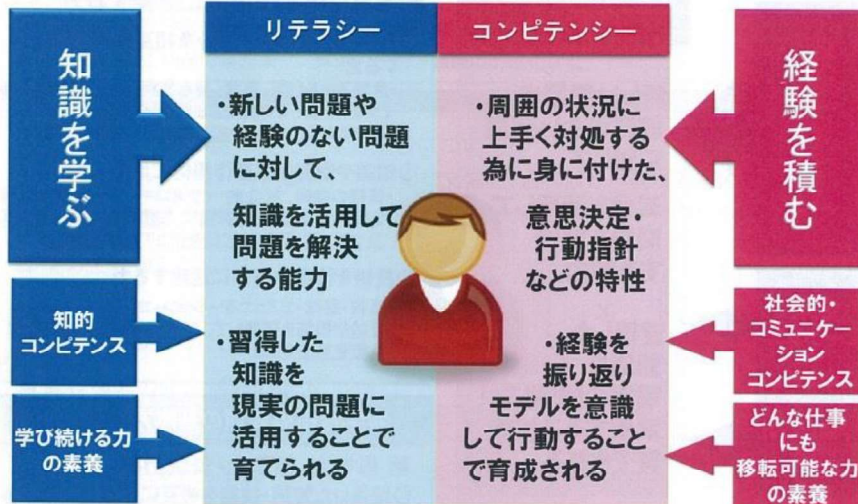 リテラシー
コンピテンシー
知識を学ぶ
・新しい問題や
経験のない問題
に対して、
知識を活用して
問題を解決
する能力
・周囲の状況に
上手く対処する
為に身に付けた、
意思決定・
行動指針
などの特性
経験を積む
知的
コンピテンス
学び続ける力
の素養
・習得した
知識を
現実の問題に
活用することで
育てられる
・経験を
振り返り
モデルを意識
して行動すること
で育成される
社会的・
コミュニケー
ション
コンピテンス
どんな仕事
にも
移転可能な力
の素養